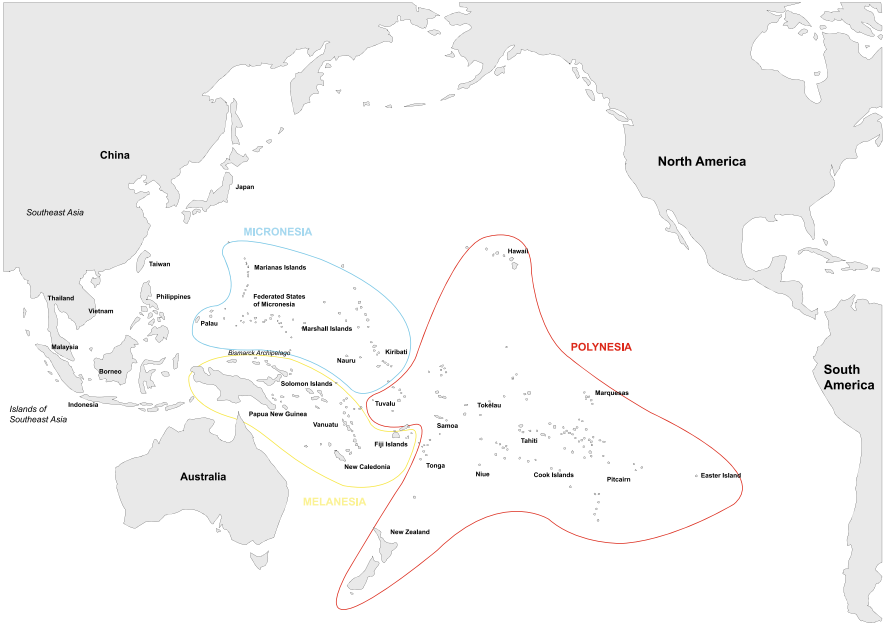 China
North America
Japan
Southeast Asia
MICRONESIA
Hawaii
Taiwan
Marianas Islands
Thailand
Philippines
Federated States
of Micronesia
Vietnam
Palau
Marshall Islands
Malaysia
POLYNESIA
Bismarck Archipelago
Nauru
Kiribati
Borneo
South
America
Solomon Islands
Marquesas
Indonesia
Islands of
Southeast Asia
Tuvalu
Tokelau
Papua New Guinea
Vanuatu
Samoa
Fiji Islands
Tahiti
New Caledonia
Tonga
Australia
Niue
Cook Islands
Pitcairn
Easter Island
MELANESIA
New Zealand